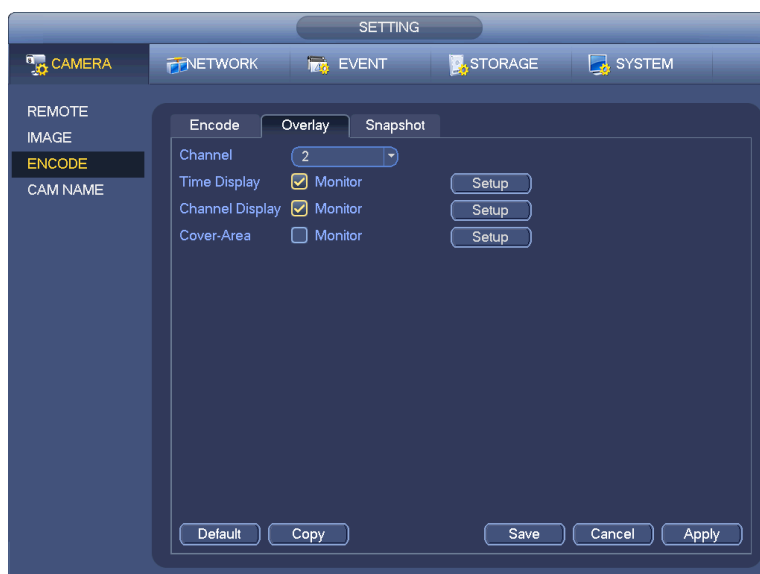 SETTING
CAMERA NETWORK EVENT STORAGE SYSTEM
REMOTE
IMAGE
ENCODE
CAM NAME
Encode Overlay Snapshot
Channel 2
Time Display Monitor Setup
Channel Display Monitor Setup
Cover-Area Monitor Setup
Default Copy Save Cancel Apply